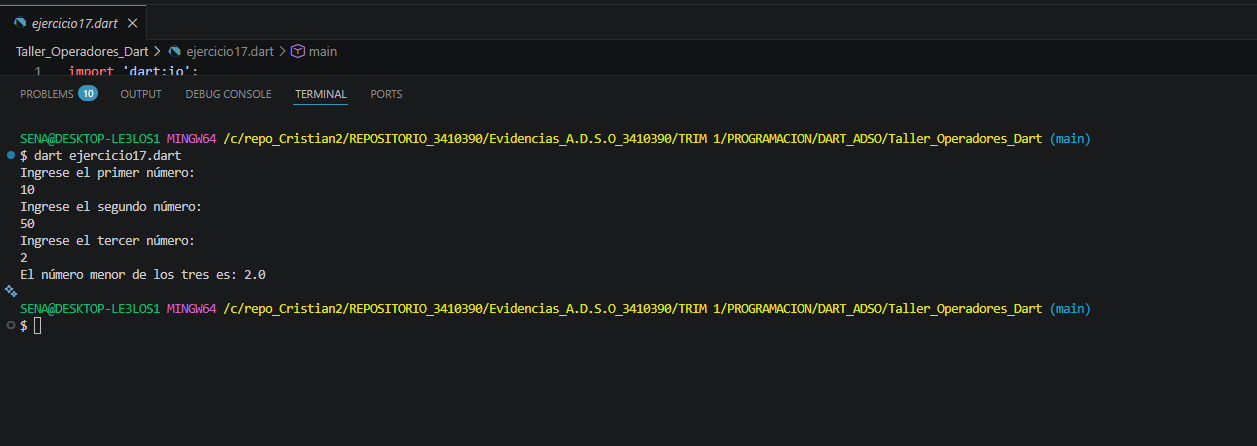 ejercicio17.dart
Taller_Operadores_Dart > ejercicio17.dart > main
1 import 'dart:io';
PROBLEMS 10 OUTPUT DEBUG CONSOLE TERMINAL PORTS
SENA@DESKTOP-LE3LOS1 MINGW64 /c/repo_Cristian2/REPOSITORIO_3410390/Evidencias_A.D.S.O_3410390/TRIM 1/PROGRAMACION/DART_ADSO/Taller_Operadores_Dart (main)
$ dart ejercicio17.dart
Ingrese el primer número:
10
Ingrese el segundo número:
50
Ingrese el tercer número:
2
El número menor de los tres es: 2.0
SENA@DESKTOP-LE3LOS1 MINGW64 /c/repo_Cristian2/REPOSITORIO_3410390/Evidencias_A.D.S.O_3410390/TRIM 1/PROGRAMACION/DART_ADSO/Taller_Operadores_Dart (main)
$